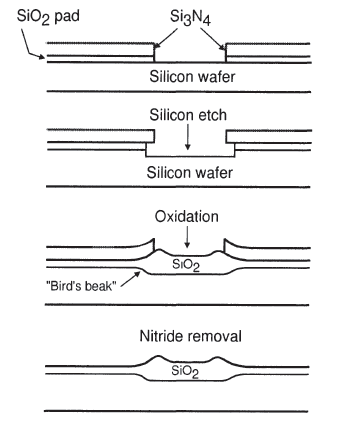 SiO2 pad
Si3N4
Silicon wafer
Silicon etch
Silicon wafer
Oxidation
SiO2
"Bird's beak"
Nitride removal
SiO2